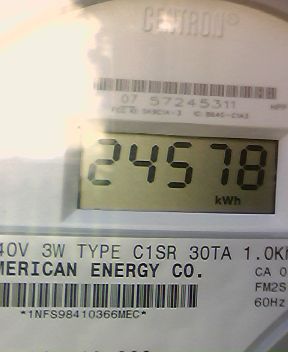 CENTRON®
07 57245311
24578
kWh
40V 3W TYPE C1SR 30TA 1.0K
MERICAN ENERGY CO.
CA 0
FM2S
60Hz
*1NFS98410366MEC*